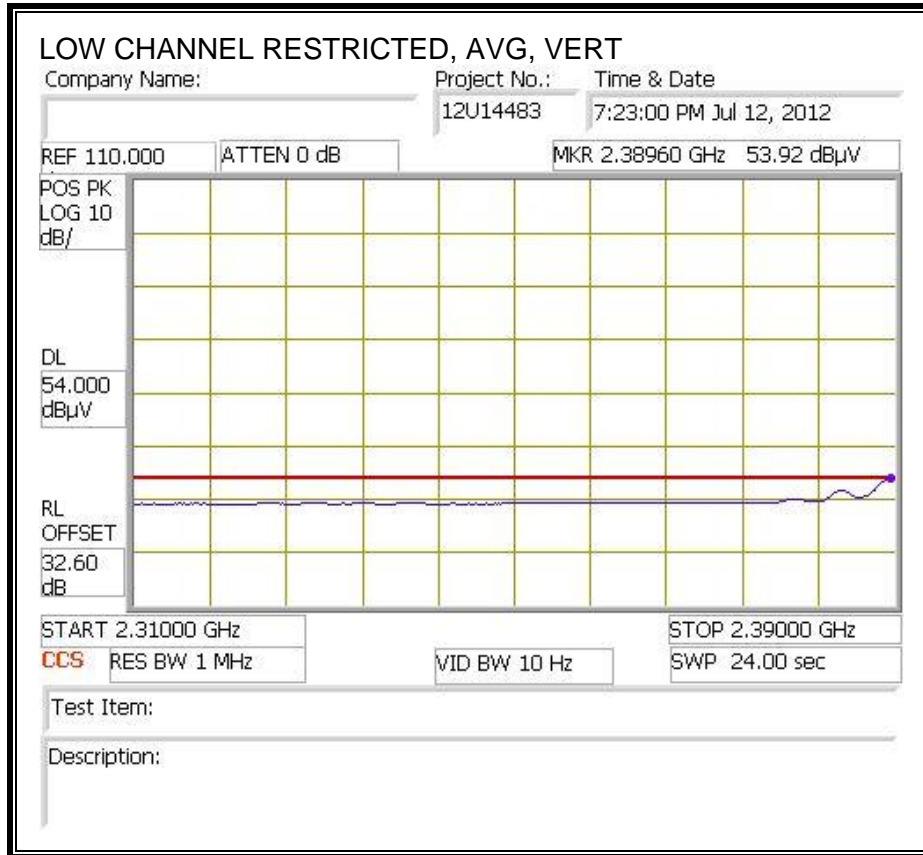 LOW CHANNEL RESTRICTED, AVG, VERT
Company Name:
Project No.:
Time & Date
12U14483
7:23:00 PM Jul 12, 2012
REF 110.000
ATTEN 0 dB
MKR 2.38960 GHz 53.92 dBµV
POS PK
LOG 10
dB/
DL
54.000
dBµV
RL
OFFSET
32.60
dB
START 2.31000 GHz
STOP 2.39000 GHz
CCS
RES BW 1 MHz
VID BW 10 Hz
SWP 24.00 sec
Test Item:
Description: